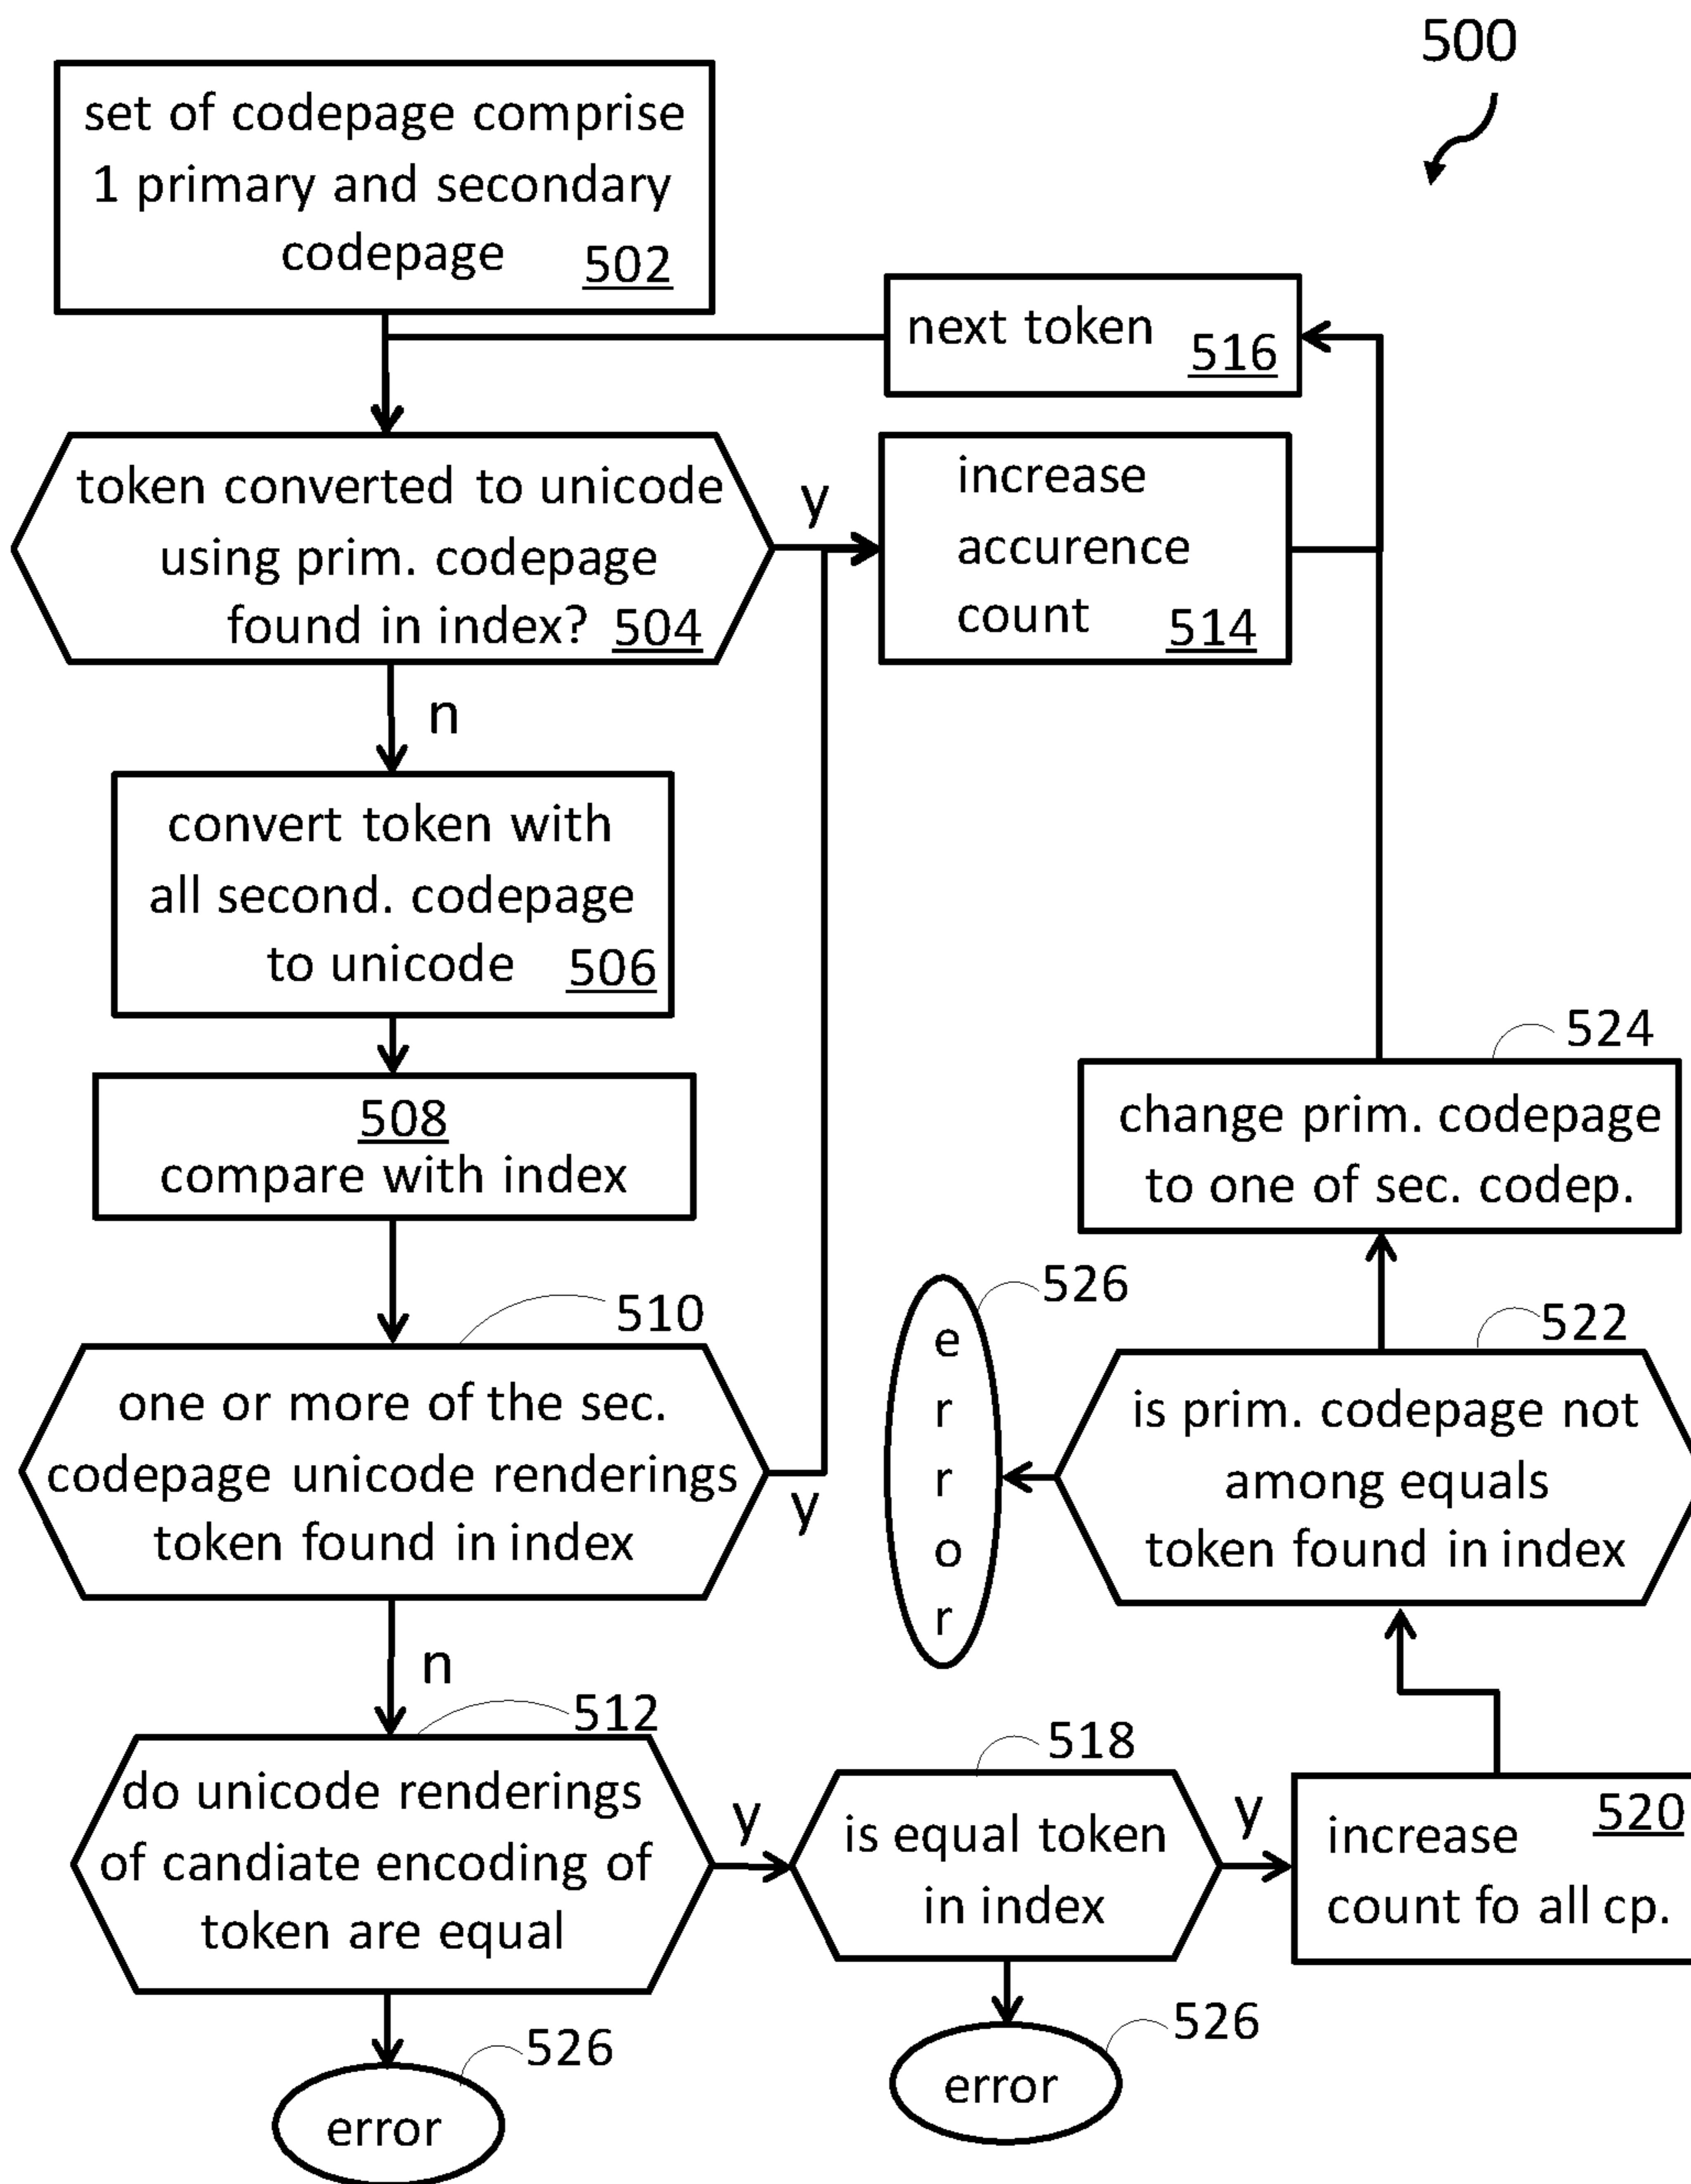 500
set of codepage comprise
1 primary and secondary
codepage 502
next token 516
token converted to unicode
using prim. codepage
found in index? 504
y
increase
accurence
count 514
n
convert token with
all second. codepage
to unicode 506
508
compare with index
510
one or more of the sec.
codepage unicode renderings
token found in index
y
n
512
do unicode renderings
of candiate encoding of
token are equal
y
526
error
518
is equal token
in index
y
526
error
520
increase
count fo all cp.
522
is prim. codepage not
among equals
token found in index
526
e
r
r
o
r
524
change prim. codepage
to one of sec. codep.